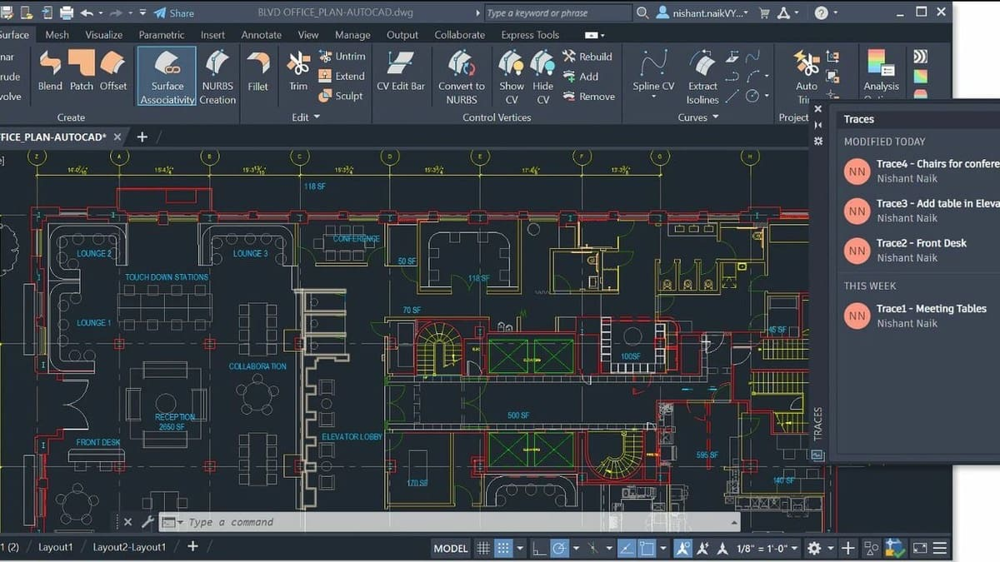 Share
BLVD OFFICE_PLAN-AUTOCAD.dwg
Type a keyword or phrase
nishant.naikVY...
Surface
Mesh
Visualize
Parametric
Insert
Annotate
View
Manage
Output
Collaborate
Express Tools
Blend
Patch
Offset
Surface
Associativity
NURBS
Creation
Create
Fillet
Trim
Untrim
Extend
Sculpt
Edit
CV Edit Bar
Convert to
NURBS
Show
CV
Hide
CV
Rebuild
Add
Remove
Control Vertices
Spline CV
Extract
Isolines
Curves
Auto
Analysis
FICE_PLAN-AUTOCAD*
Traces
MODIFIED TODAY
NN
Trace4 - Chairs for confere
Nishant Naik
NN
Trace3 - Add table in Eleva
Nishant Naik
NN
Trace2 - Front Desk
Nishant Naik
THIS WEEK
NN
Trace1 - Meeting Tables
Nishant Naik
TRACES
Z
A
B
C
D
E
F
G
H
118 SF
LOUNGE 2
LOUNGE 3
CONFERENCE
50 SF
118 SF
TOUCH DOWN STATIONS
70 SF
LOUNGE 1
45 SF
100SF
COLLABORATION
RECEPTION
2650 SF
500 SF
FRONT DESK
ELEVATOR LOBBY
595 SF
170 SF
140 SF
Type a command
1 (2)
Layout1
Layout2-Layout1
MODEL
1/8" = 1'-0"